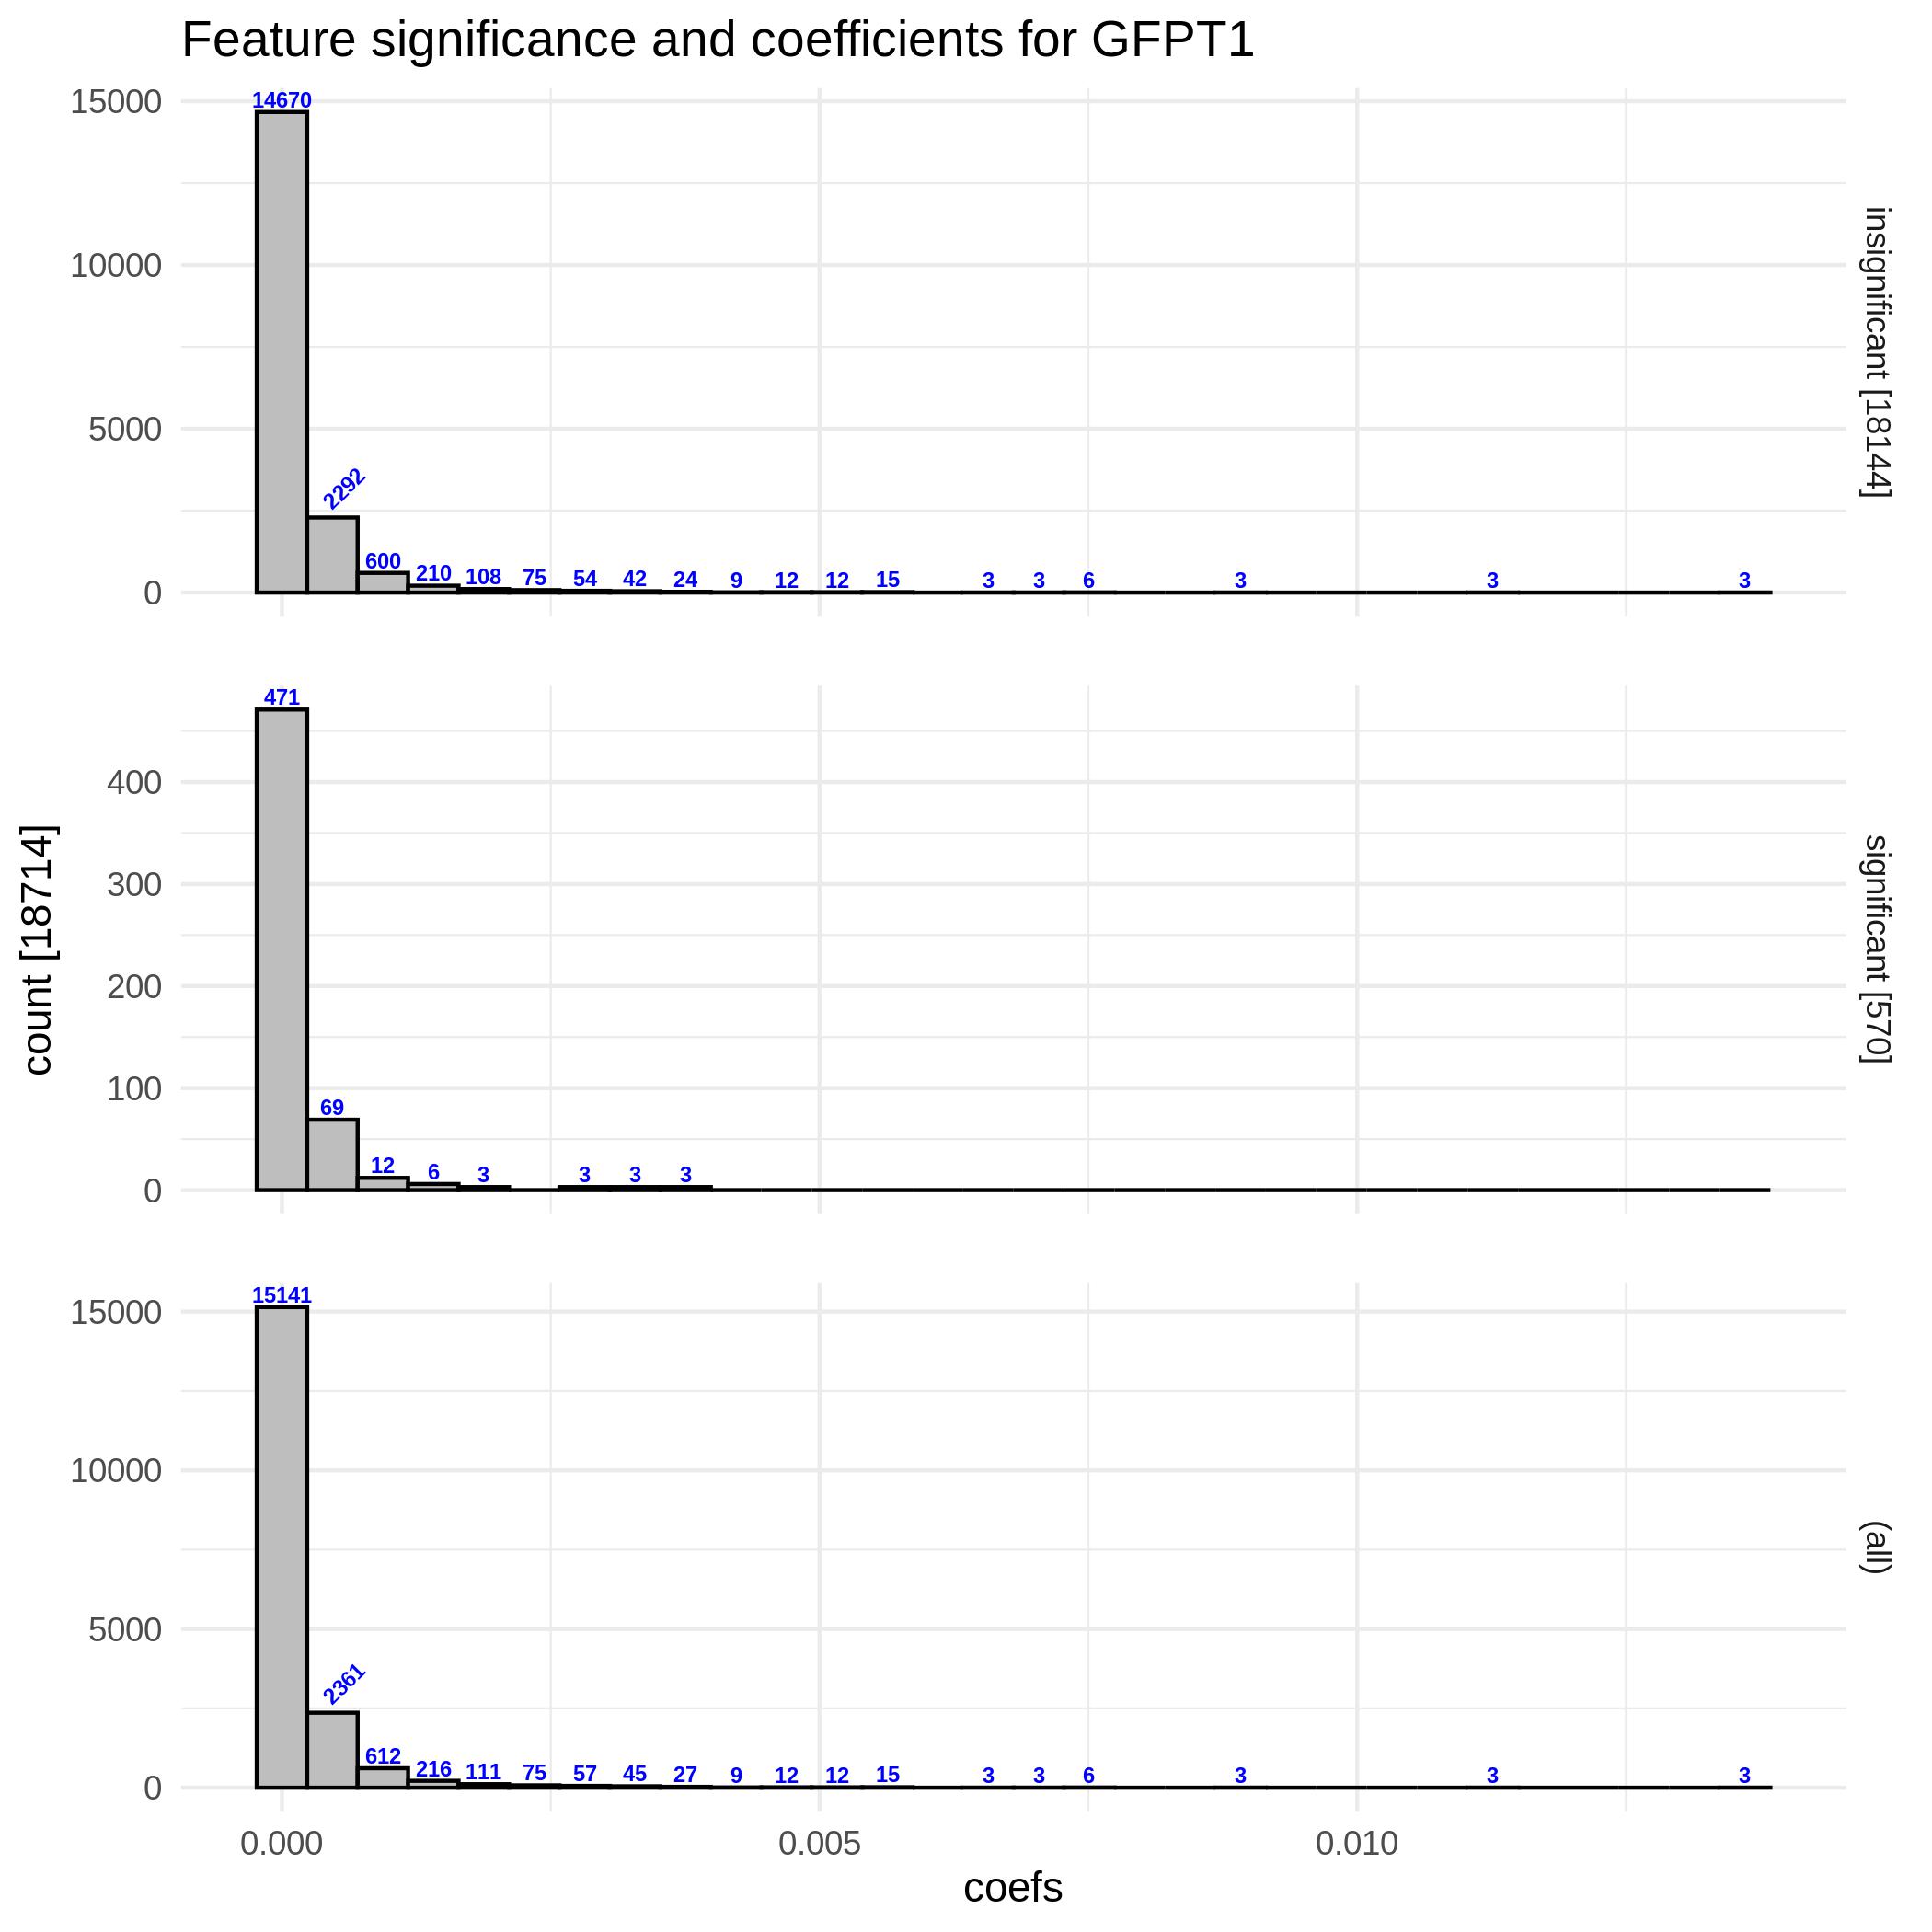 Feature significance and coefficients for GFPT1
15000
10000
5000
0
14670
2292
600 210 108 75 54 42 24 9 12 12 15 3 3 6 3 3 3
insignificant [18144]
count [18714]
400
300
200
100
0
471
69
12 6 3 3 3 3
significant [570]
15000
10000
5000
0
15141
2361
612 216 111 75 57 45 27 9 12 12 15 3 3 6 3 3 3
(all)
0.000 0.005 0.010
coefs